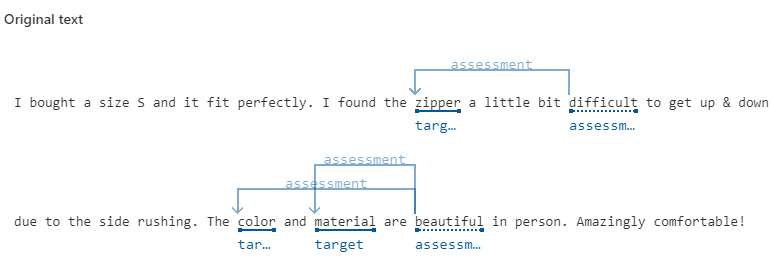 Original text
assessment
I bought a size S and it fit perfectly. I found the zipper a little bit difficult to get up & down
targ… assessm…
assessment
assessment
due to the side rushing. The color and material are beautiful in person. Amazingly comfortable!
tar… target assessm…